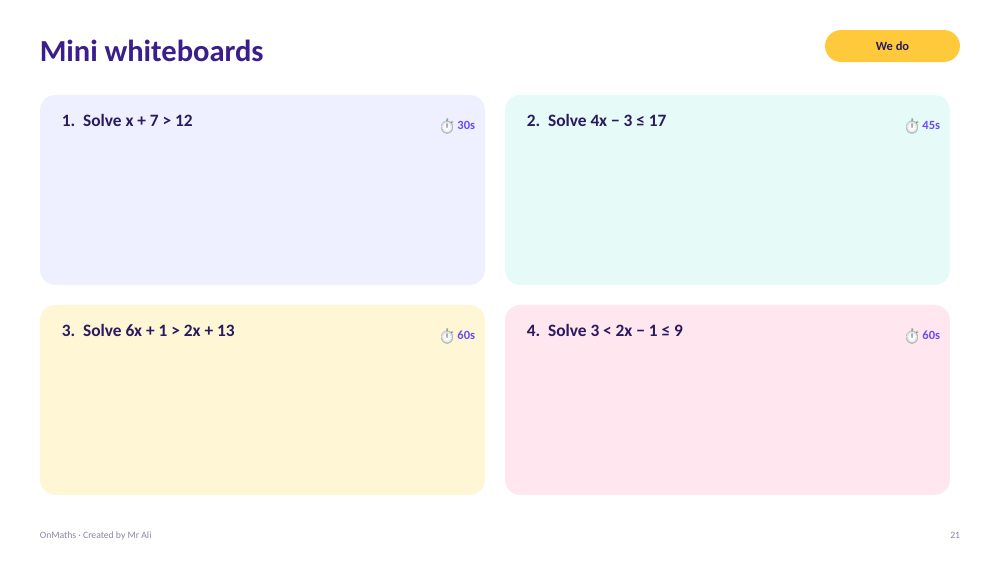 Mini whiteboards
We do
1. Solve x + 7 > 12
⏱ 30s
2. Solve 4x − 3 ≤ 17
⏱ 45s
3. Solve 6x + 1 > 2x + 13
⏱ 60s
4. Solve 3 < 2x − 1 ≤ 9
⏱ 60s
OnMaths · Created by Mr Ali
21